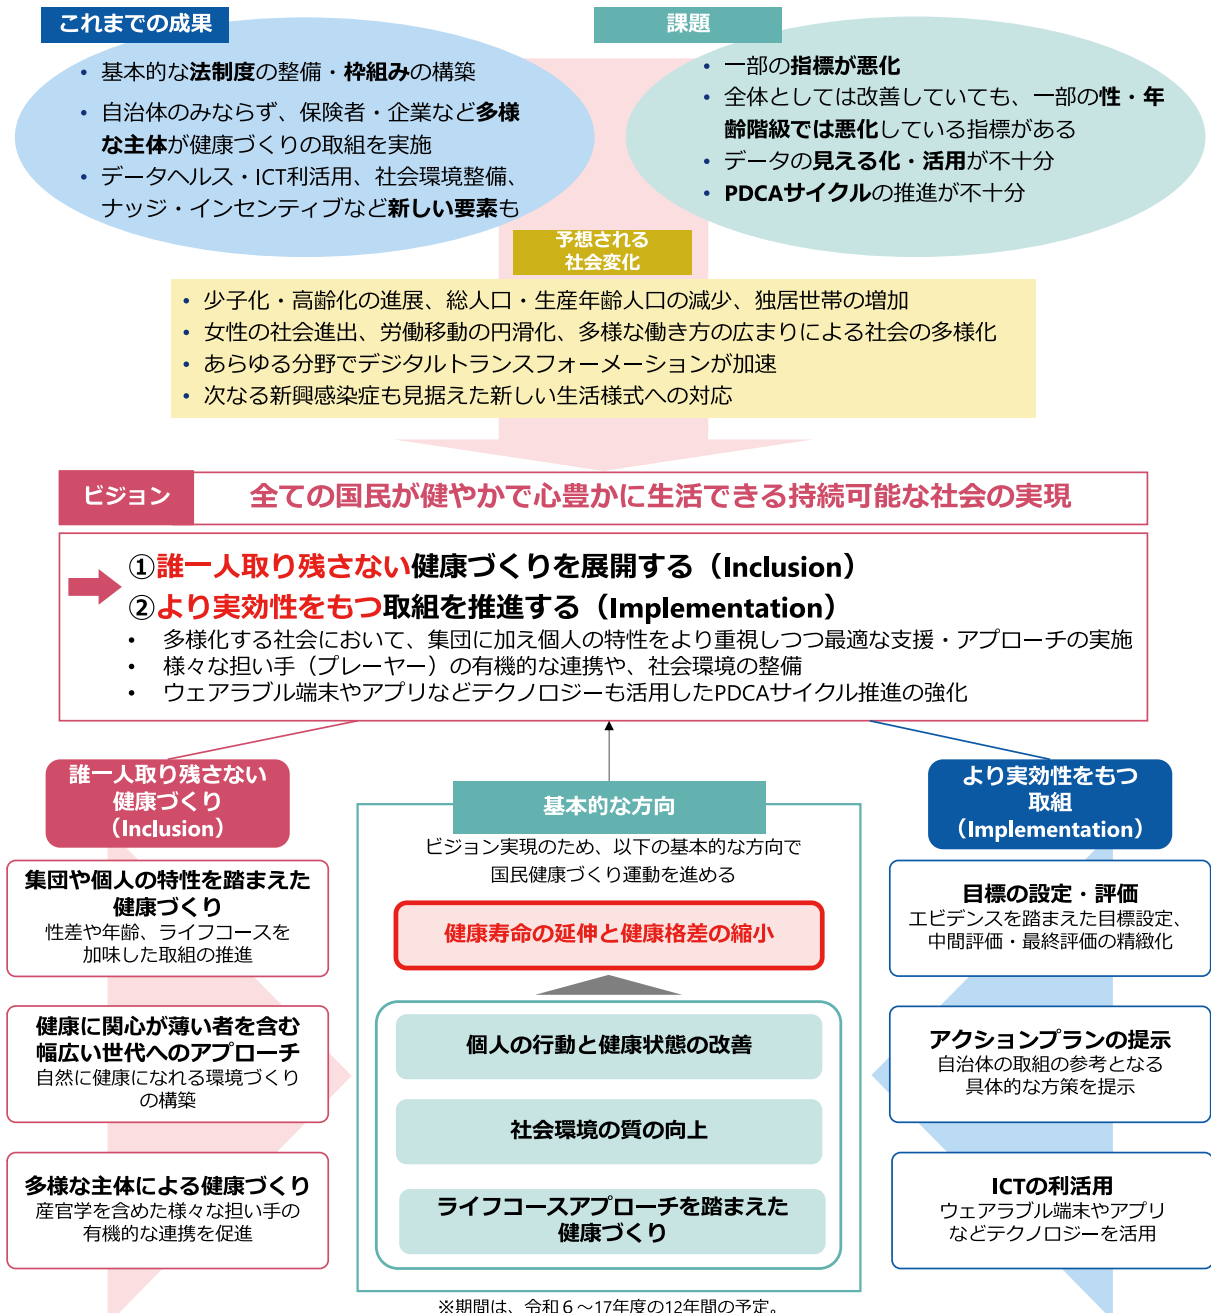 これまでの成果
• 基本的な法制度の整備・枠組みの構築
• 自治体のみならず、保険者・企業など多様
な主体が健康づくりの取組を実施
• データヘルス・ICT利活用、社会環境整備、
ナッジ・インセンティブなど新しい要素も
課題
• 一部の指標が悪化
• 全体としては改善していても、一部の性・年
齢階級では悪化している指標がある
• データの見える化・活用が不十分
• PDCAサイクルの推進が不十分
予想される
社会変化
• 少子化・高齢化の進展、総人口・生産年齢人口の減少、独居世帯の増加
• 女性の社会進出、労働移動の円滑化、多様な働き方の広まりによる社会の多様化
• あらゆる分野でデジタルトランスフォーメーションが加速
• 次なる新興感染症も見据えた新しい生活様式への対応
ビジョン
全ての国民が健やかで心豊かに生活できる持続可能な社会の実現
①誰一人取り残さない健康づくりを展開する（Inclusion）
②より実効性をもつ取組を推進する（Implementation）
• 多様化する社会において、集団に加え個人の特性をより重視しつつ最適な支援・アプローチの実施
• 様々な担い手（プレーヤー）の有機的な連携や、社会環境の整備
• ウェアラブル端末やアプリなどテクノロジーも活用したPDCAサイクル推進の強化
誰一人取り残さない
健康づくり
（Inclusion）
集団や個人の特性を踏まえた
健康づくり
性差や年齢、ライフコースを
加味した取組の推進
健康に関心が薄い者を含む
幅広い世代へのアプローチ
自然に健康になれる環境づくり
の構築
多様な主体による健康づくり
産官学を含めた様々な担い手の
有機的な連携を促進
基本的な方向
ビジョン実現のため、以下の基本的な方向で
国民健康づくり運動を進める
健康寿命の延伸と健康格差の縮小
個人の行動と健康状態の改善
社会環境の質の向上
ライフコースアプローチを踏まえた
健康づくり
※期間は、令和６～17年度の12年間の予定。
より実効性をもつ
取組
（Implementation）
目標の設定・評価
エビデンスを踏まえた目標設定、
中間評価・最終評価の精緻化
アクションプランの提示
自治体の取組の参考となる
具体的な方策を提示
ICTの利活用
ウェアラブル端末やアプリ
などテクノロジーを活用